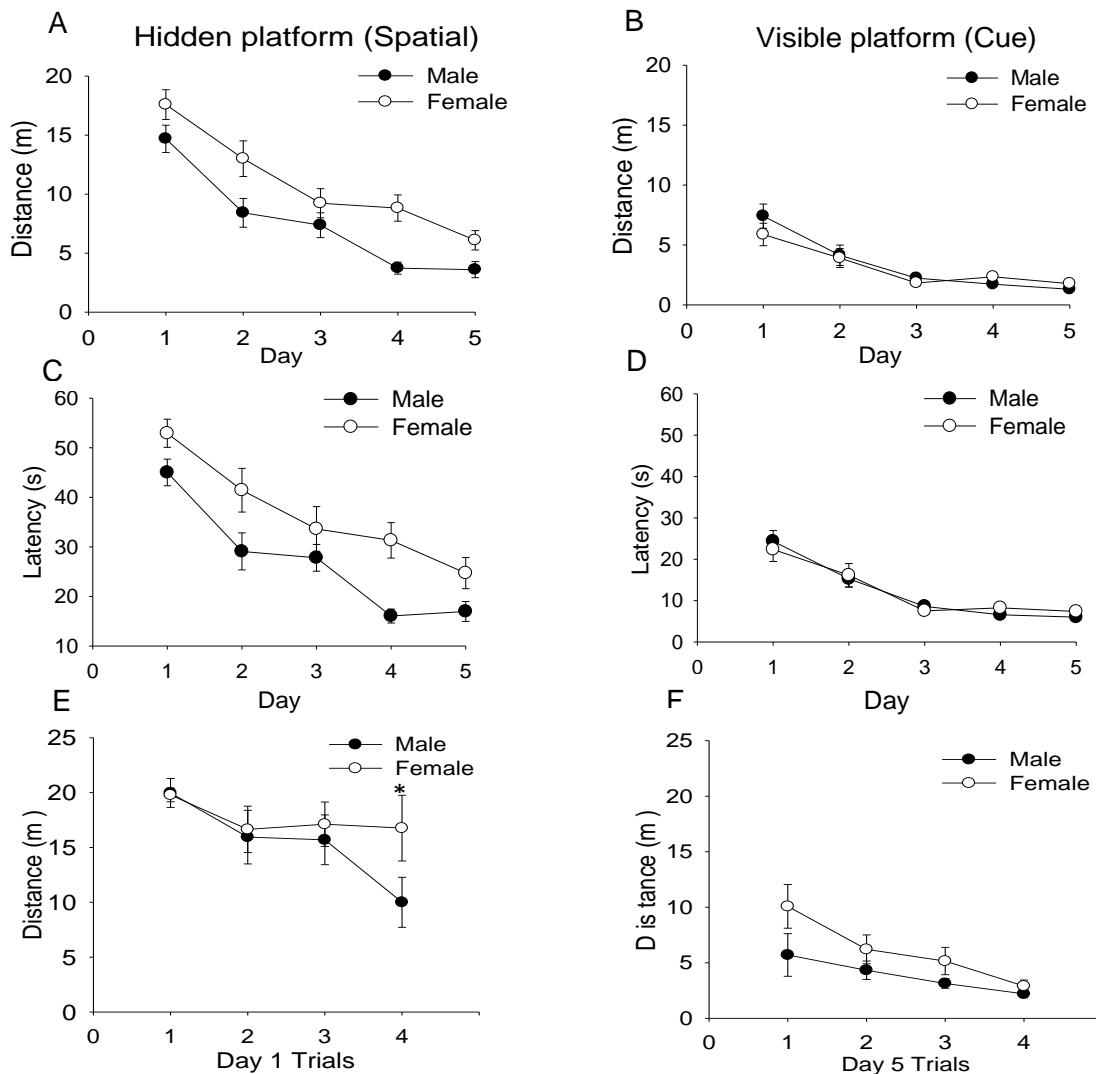 A
Hidden platform (Spatial)
Male
Female
20
15
10
5
0
Distance (m)
0 1 2 3 4 5
Day
B
Visible platform (Cue)
Male
Female
20
15
10
5
0
Distance (m)
0 1 2 3 4 5
Day
C
Male
Female
60
50
40
30
20
10
Latency (s)
0 1 2 3 4 5
Day
D
Male
Female
60
50
40
30
20
10
0
Latency (s)
0 1 2 3 4 5
Day
E
Male
Female
*
25
20
15
10
5
0
Distance (m )
0 1 2 3 4
Day 1 Trials
F
Male
Female
25
20
15
10
5
0
D is tance (m )
0 1 2 3 4
Day 5 Trials